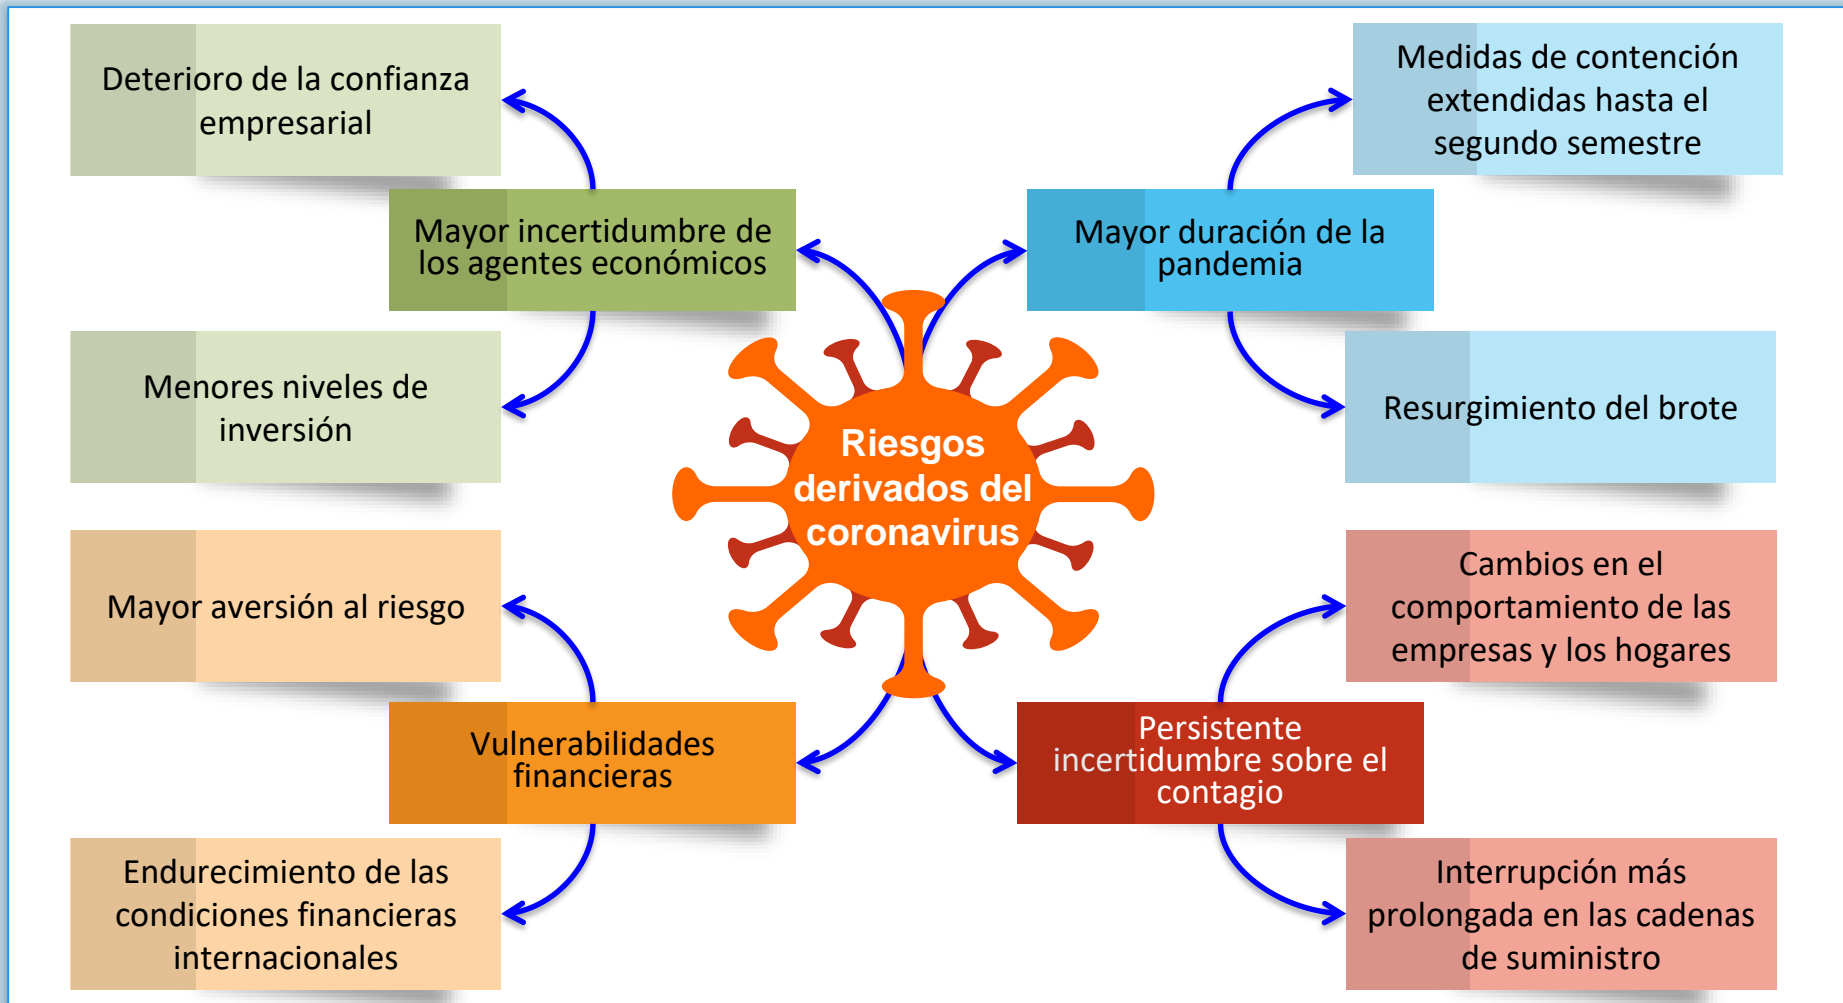 Deterioro de la confianza
empresarial
Mayor incertidumbre de
los agentes económicos
Menores niveles de
inversión
Medidas de contención
extendidas hasta el
segundo semestre
Mayor duración de la
pandemia
Resurgimiento del brote
Riesgos
derivados del
coronavirus
Mayor aversión al riesgo
Vulnerabilidades
financieras
Endurecimiento de las
condiciones financieras
internacionales
Cambios en el
comportamiento de las
empresas y los hogares
Persistente
incertidumbre sobre el
contagio
Interrupción más
prolongada en las cadenas
de suministro